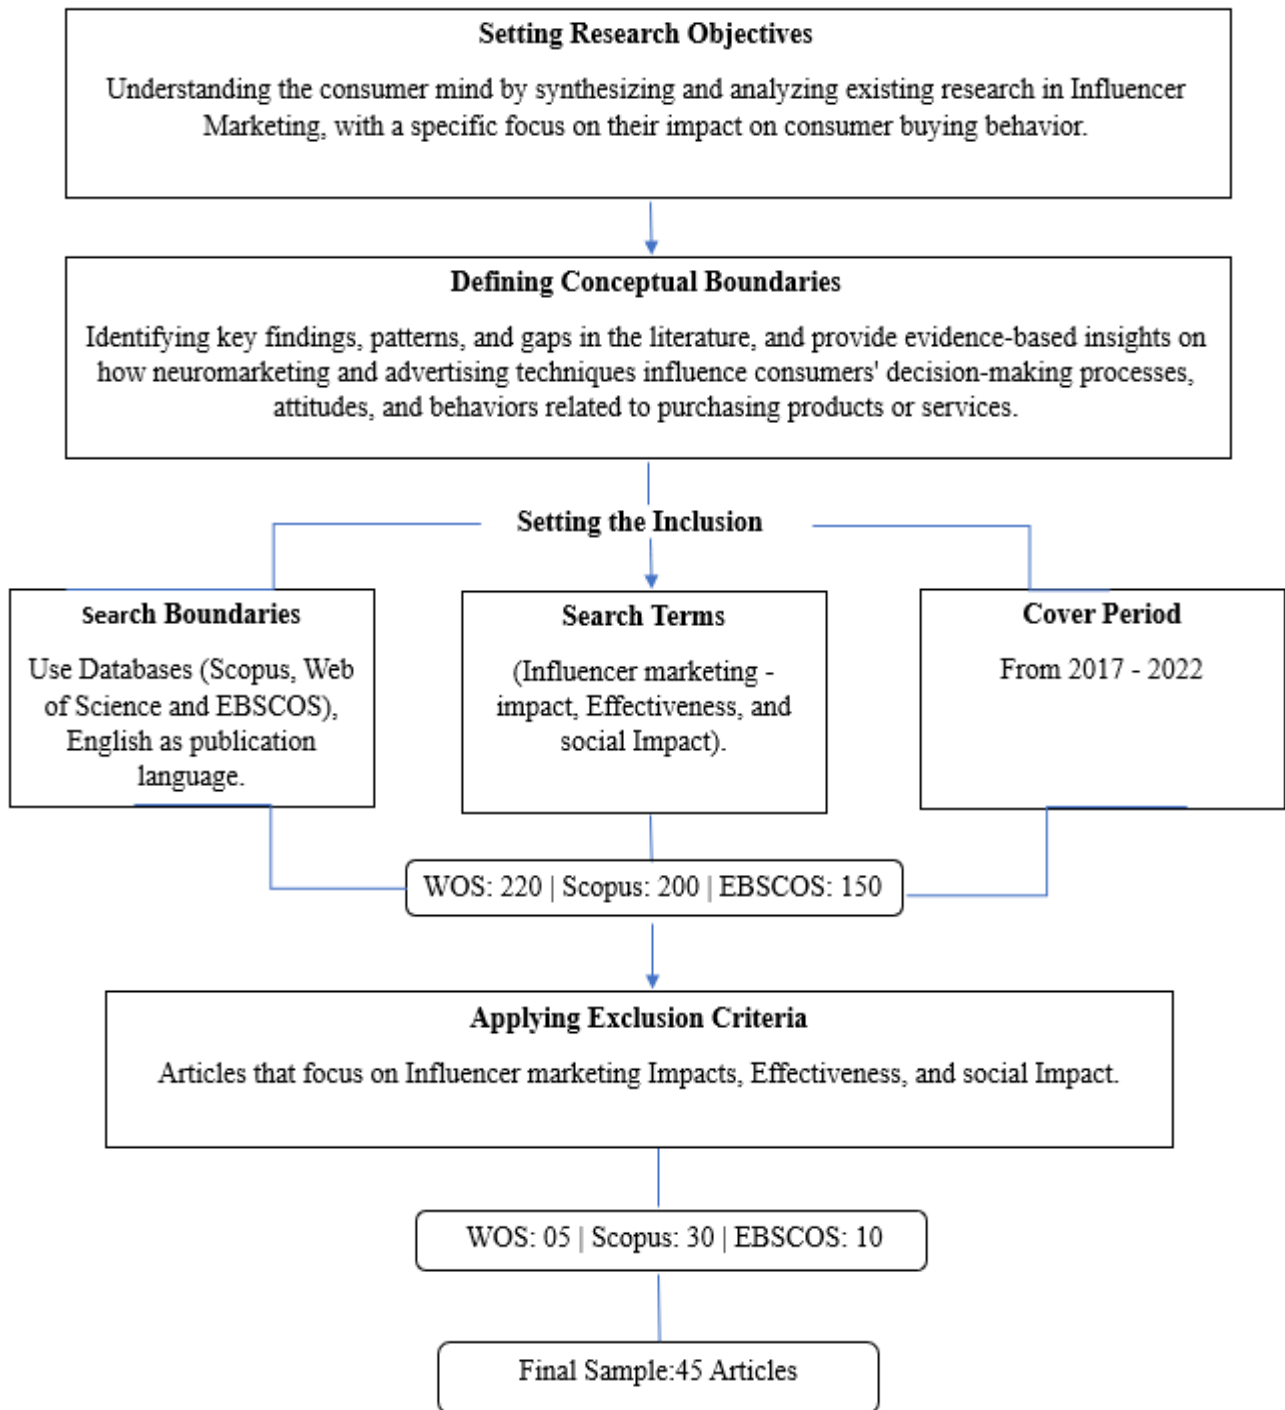 Setting Research Objectives
Understanding the consumer mind by synthesizing and analyzing existing research in Influencer
Marketing, with a specific focus on their impact on consumer buying behavior.
Defining Conceptual Boundaries
Identifying key findings, patterns, and gaps in the literature, and provide evidence-based insights on
how neuromarketing and advertising techniques influence consumers' decision-making processes,
attitudes, and behaviors related to purchasing products or services.
Setting the Inclusion
Search Boundaries
Use Databases (Scopus, Web
of Science and EBSCOS),
English as publication
language.
Search Terms
(Influencer marketing -
impact, Effectiveness, and
social Impact).
Cover Period
From 2017 - 2022
WOS: 220 | Scopus: 200 | EBSCOS: 150
Applying Exclusion Criteria
Articles that focus on Influencer marketing Impacts, Effectiveness, and social Impact.
WOS: 05 | Scopus: 30 | EBSCOS: 10
Final Sample:45 Articles